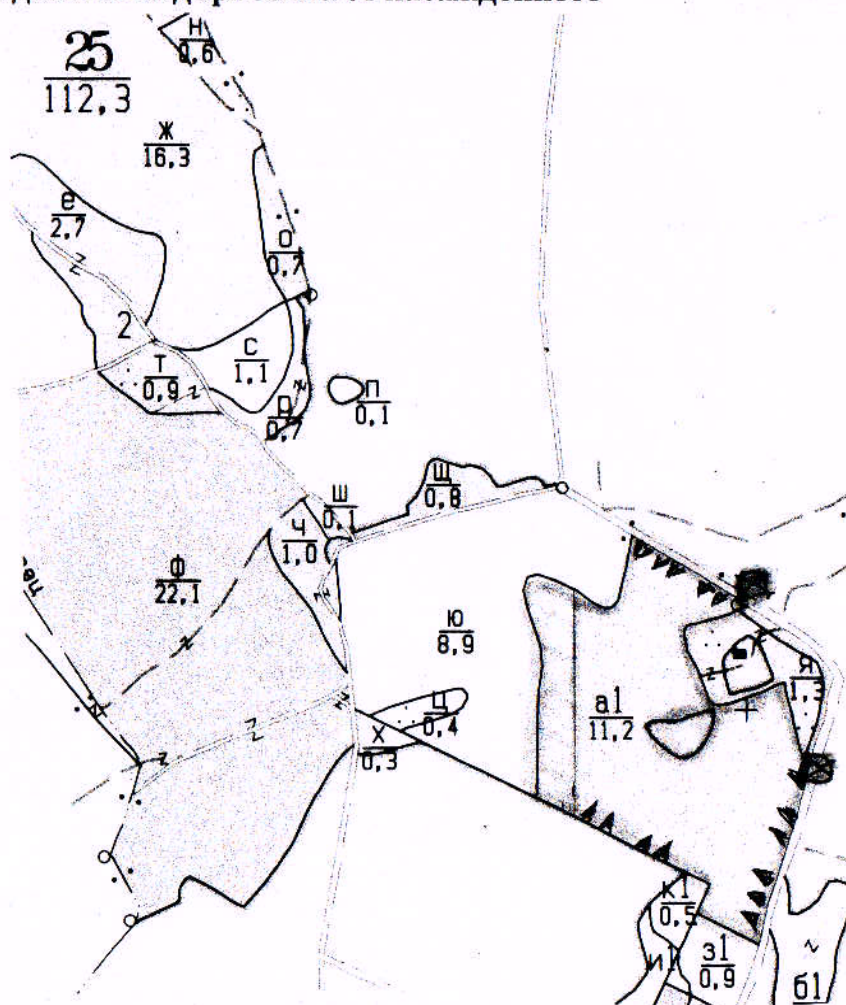 25
112,3
н
0,6
ж
16,3
е
2,7
о
0,7
2
с
1,1
т
0,9
р
0,7
п
0,1
щ
0,8
ш
0,1
ч
1,0
ф
22,1
ю
8,9
я
1,3
а1
11,2
ц
0,4
х
0,3
к1
0,5
и1
з1
0,9
б1